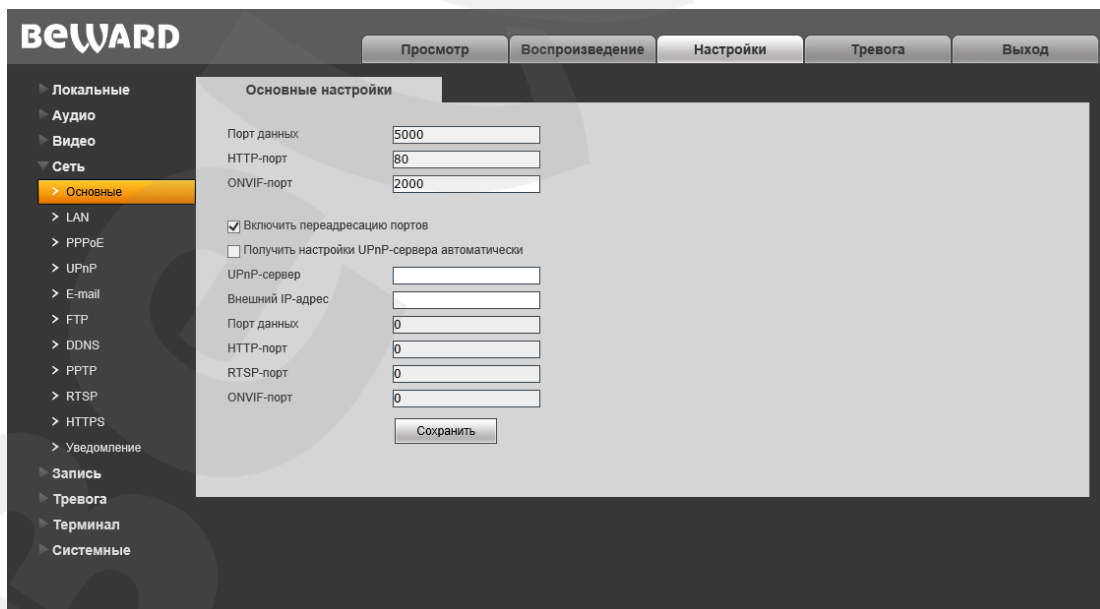 BEWARD
Просмотр
Воспроизведение
Настройки
Тревога
Выход
Локальные
Аудио
Видео
Сеть
> Основные
> LAN
> PPPoE
> UPnP
> E-mail
> FTP
> DDNS
> PPTP
> RTSP
> HTTPS
> Уведомление
Запись
Тревога
Терминал
Системные
Основные настройки
Порт данных 5000
HTTP-порт 80
ONVIF-порт 2000
Включить переадресацию портов
Получить настройки UPnP-сервера автоматически
UPnP-сервер
Внешний IP-адрес
Порт данных 0
HTTP-порт 0
RTSP-порт 0
ONVIF-порт 0
Сохранить